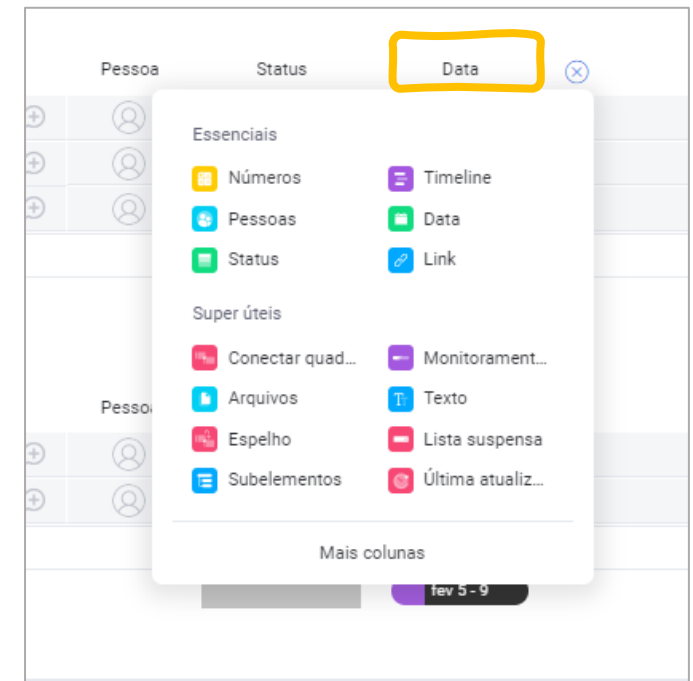 Pessoa Status Data
Essenciais
Números Timeline
Pessoas Data
Status Link
Super úteis
Conectar quad... Monitorament...
Arquivos Texto
Pessoa
Espelho Lista suspensa
Subelementos Última atualiz...
Mais colunas
fev 5 - 9